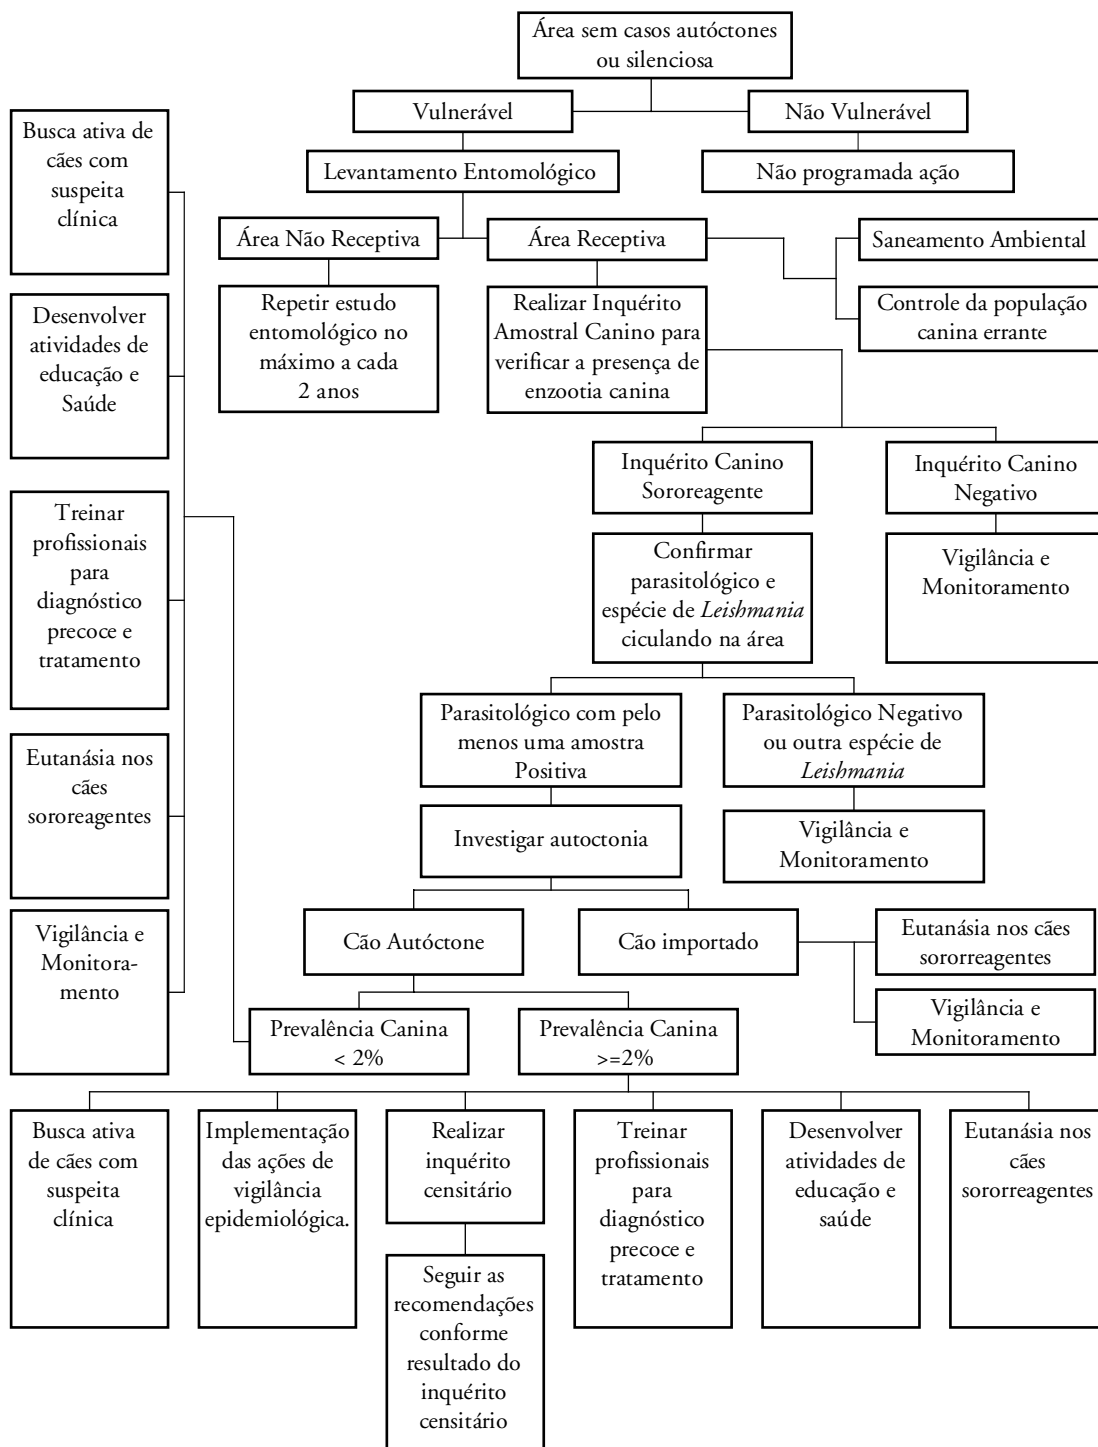 Área sem casos autóctones
ou silenciosa
Vulnerável
Não Vulnerável
Levantamento Entomológico
Não programada ação
Área Não Receptiva
Área Receptiva
Saneamento Ambiental
Controle da população
canina errante
Repetir estudo
entomológico no
máximo a cada
2 anos
Realizar Inquérito
Amostral Canino para
verificar a presença de
enzootia canina
Inquérito Canino
Sororeagente
Inquérito Canino
Negativo
Confirmar
parasitológico e
espécie de Leishmania
ciculando na área
Vigilância e
Monitoramento
Parasitológico com pelo
menos uma amostra
Positiva
Parasitológico Negativo
ou outra espécie de
Leishmania
Investigar autoctonia
Vigilância e
Monitoramento
Cão Autóctone
Cão importado
Eutanásia nos cães
sororreagentes
Vigilância e
Monitoramento
Prevalência Canina
< 2%
Prevalência Canina
>=2%
Busca ativa de
cães com
suspeita
clínica
Desenvolver
atividades de
educação e
Saúde
Treinar
profissionais
para
diagnóstico
precoce e
tratamento
Eutanásia nos
cães
sororeagentes
Vigilância e
Monitora-
mento
Busca ativa
de cães com
suspeita
clínica
Implementação
das ações de
vigilância
epidemiológica.
Realizar
inquérito
censitário
Seguir as
recomendações
conforme
resultado do
inquérito
censitário
Treinar
profissionais
para
diagnóstico
precoce e
tratamento
Desenvolver
atividades de
educação e
saúde
Eutanásia nos
cães
sororreagentes